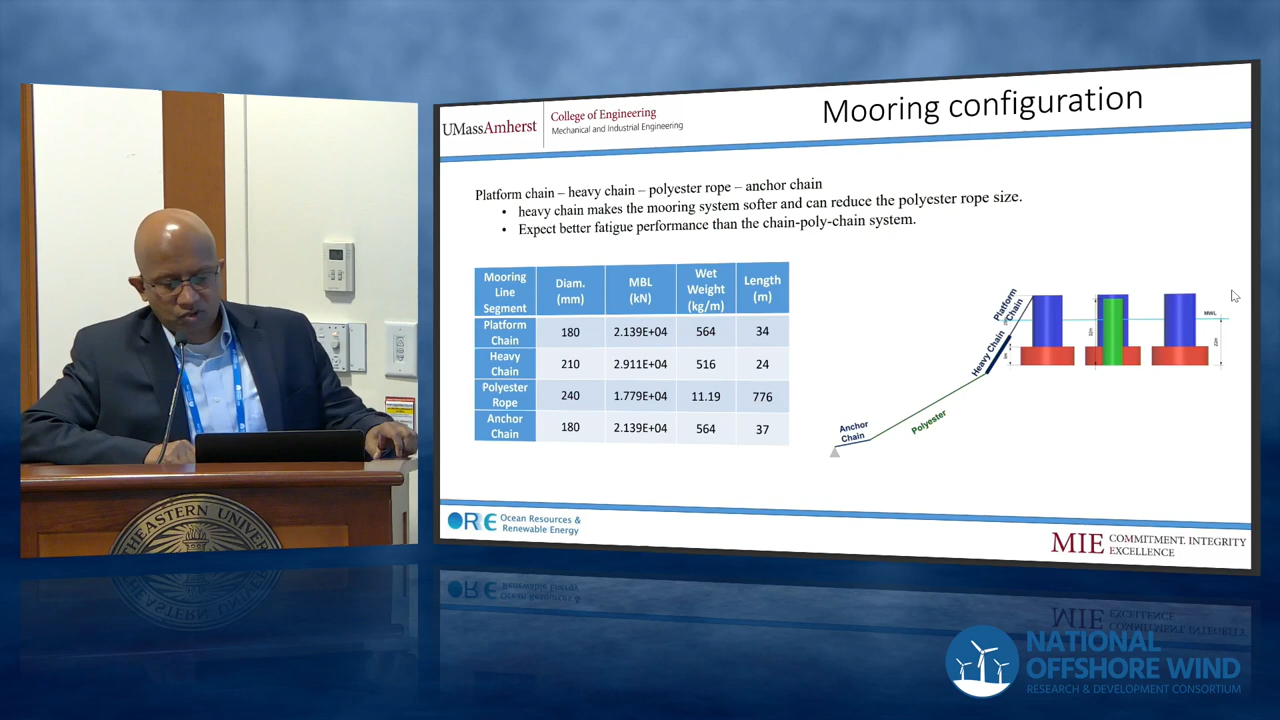 UMassAmherst
College of Engineering
Mechanical and Industrial Engineering
Mooring configuration
Platform chain – heavy chain – polyester rope – anchor chain
• heavy chain makes the mooring system softer and can reduce the polyester rope size.
• Expect better fatigue performance than the chain-poly-chain system.
Mooring Line Segment Diam. (mm) MBL (kN) Wet Weight (kg/m) Length (m)
Platform Chain 180 2.139E+04 564 34
Heavy Chain 210 2.911E+04 516 24
Polyester Rope 240 1.779E+04 11.19 776
Anchor Chain 180 2.139E+04 564 37
Platform
Chain
Heavy Chain
MWL
Polyester
Anchor
Chain
ORE Ocean Resources &
Renewable Energy
MIE COMMITMENT. INTEGRITY
EXCELLENCE
EASTERN UNIVER
NATIONAL
OFFSHORE WIND
RESEARCH & DEVELOPMENT CONSORTIUM